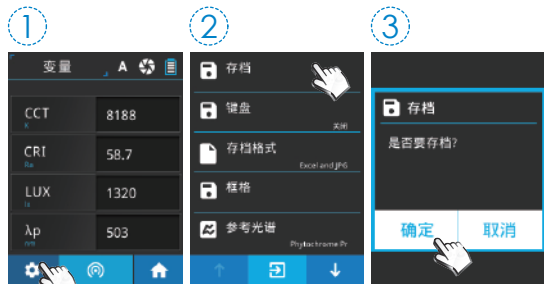 1
2
3
变量
A
CCT
K
8188
CRI
Ra
58.7
LUX
lx
1320
λp
nm
503
存档
键盘
关闭
存档格式
Excel and JPG
框格
参考光谱
Phytochrome Pr
存档
是否要存档?
确定
取消